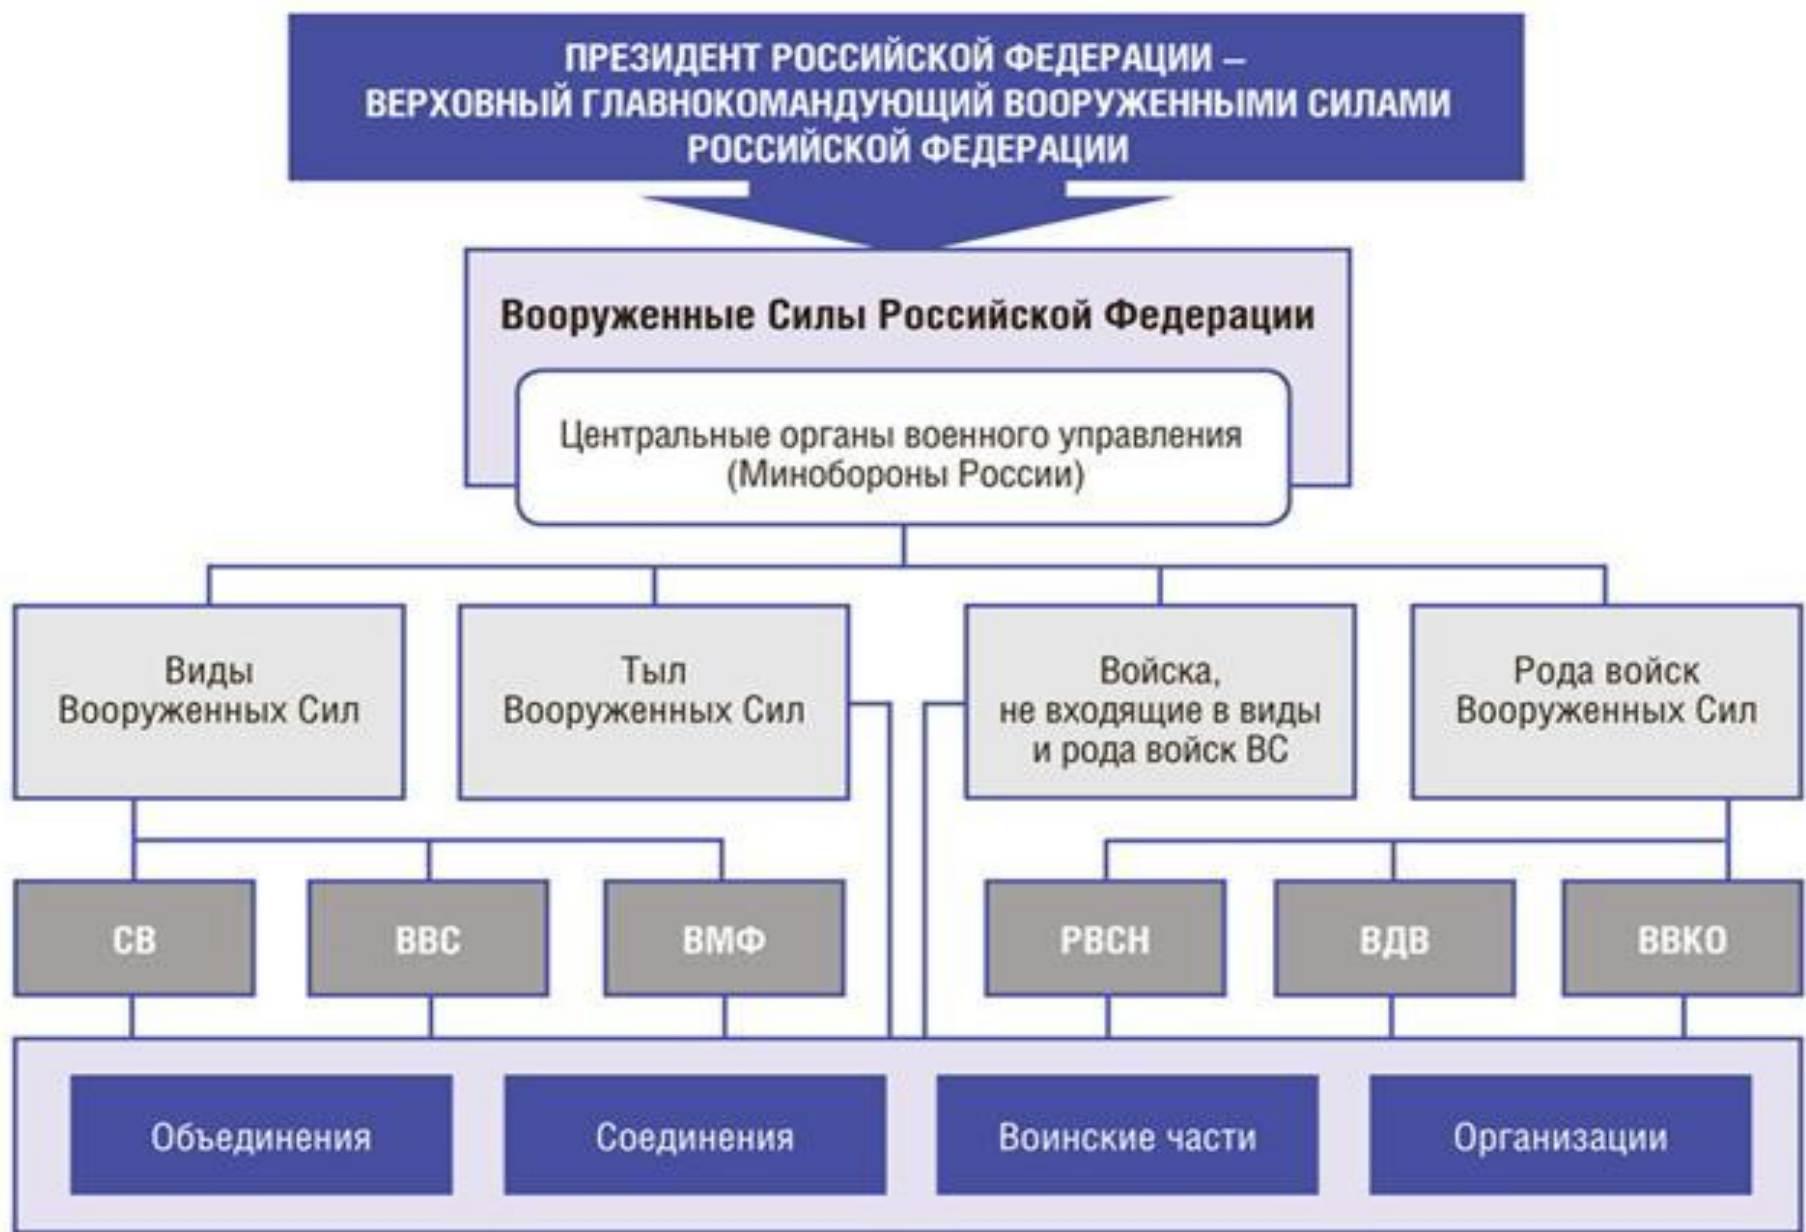 ПРЕЗИДЕНТ РОССИЙСКОЙ ФЕДЕРАЦИИ –
ВЕРХОВНЫЙ ГЛАВНОКОМАНДУЮЩИЙ ВООРУЖЕННЫМИ СИЛАМИ
РОССИЙСКОЙ ФЕДЕРАЦИИ
Вооруженные Силы Российской Федерации
Центральные органы военного управления
(Минобороны России)
Виды
Вооруженных Сил
Тыл
Вооруженных Сил
Войска,
не входящие в виды
и рода войск ВС
Рода войск
Вооруженных Сил
СВ
ВВС
ВМФ
РВСН
ВДВ
ВВКО
Объединения
Соединения
Воинские части
Организации